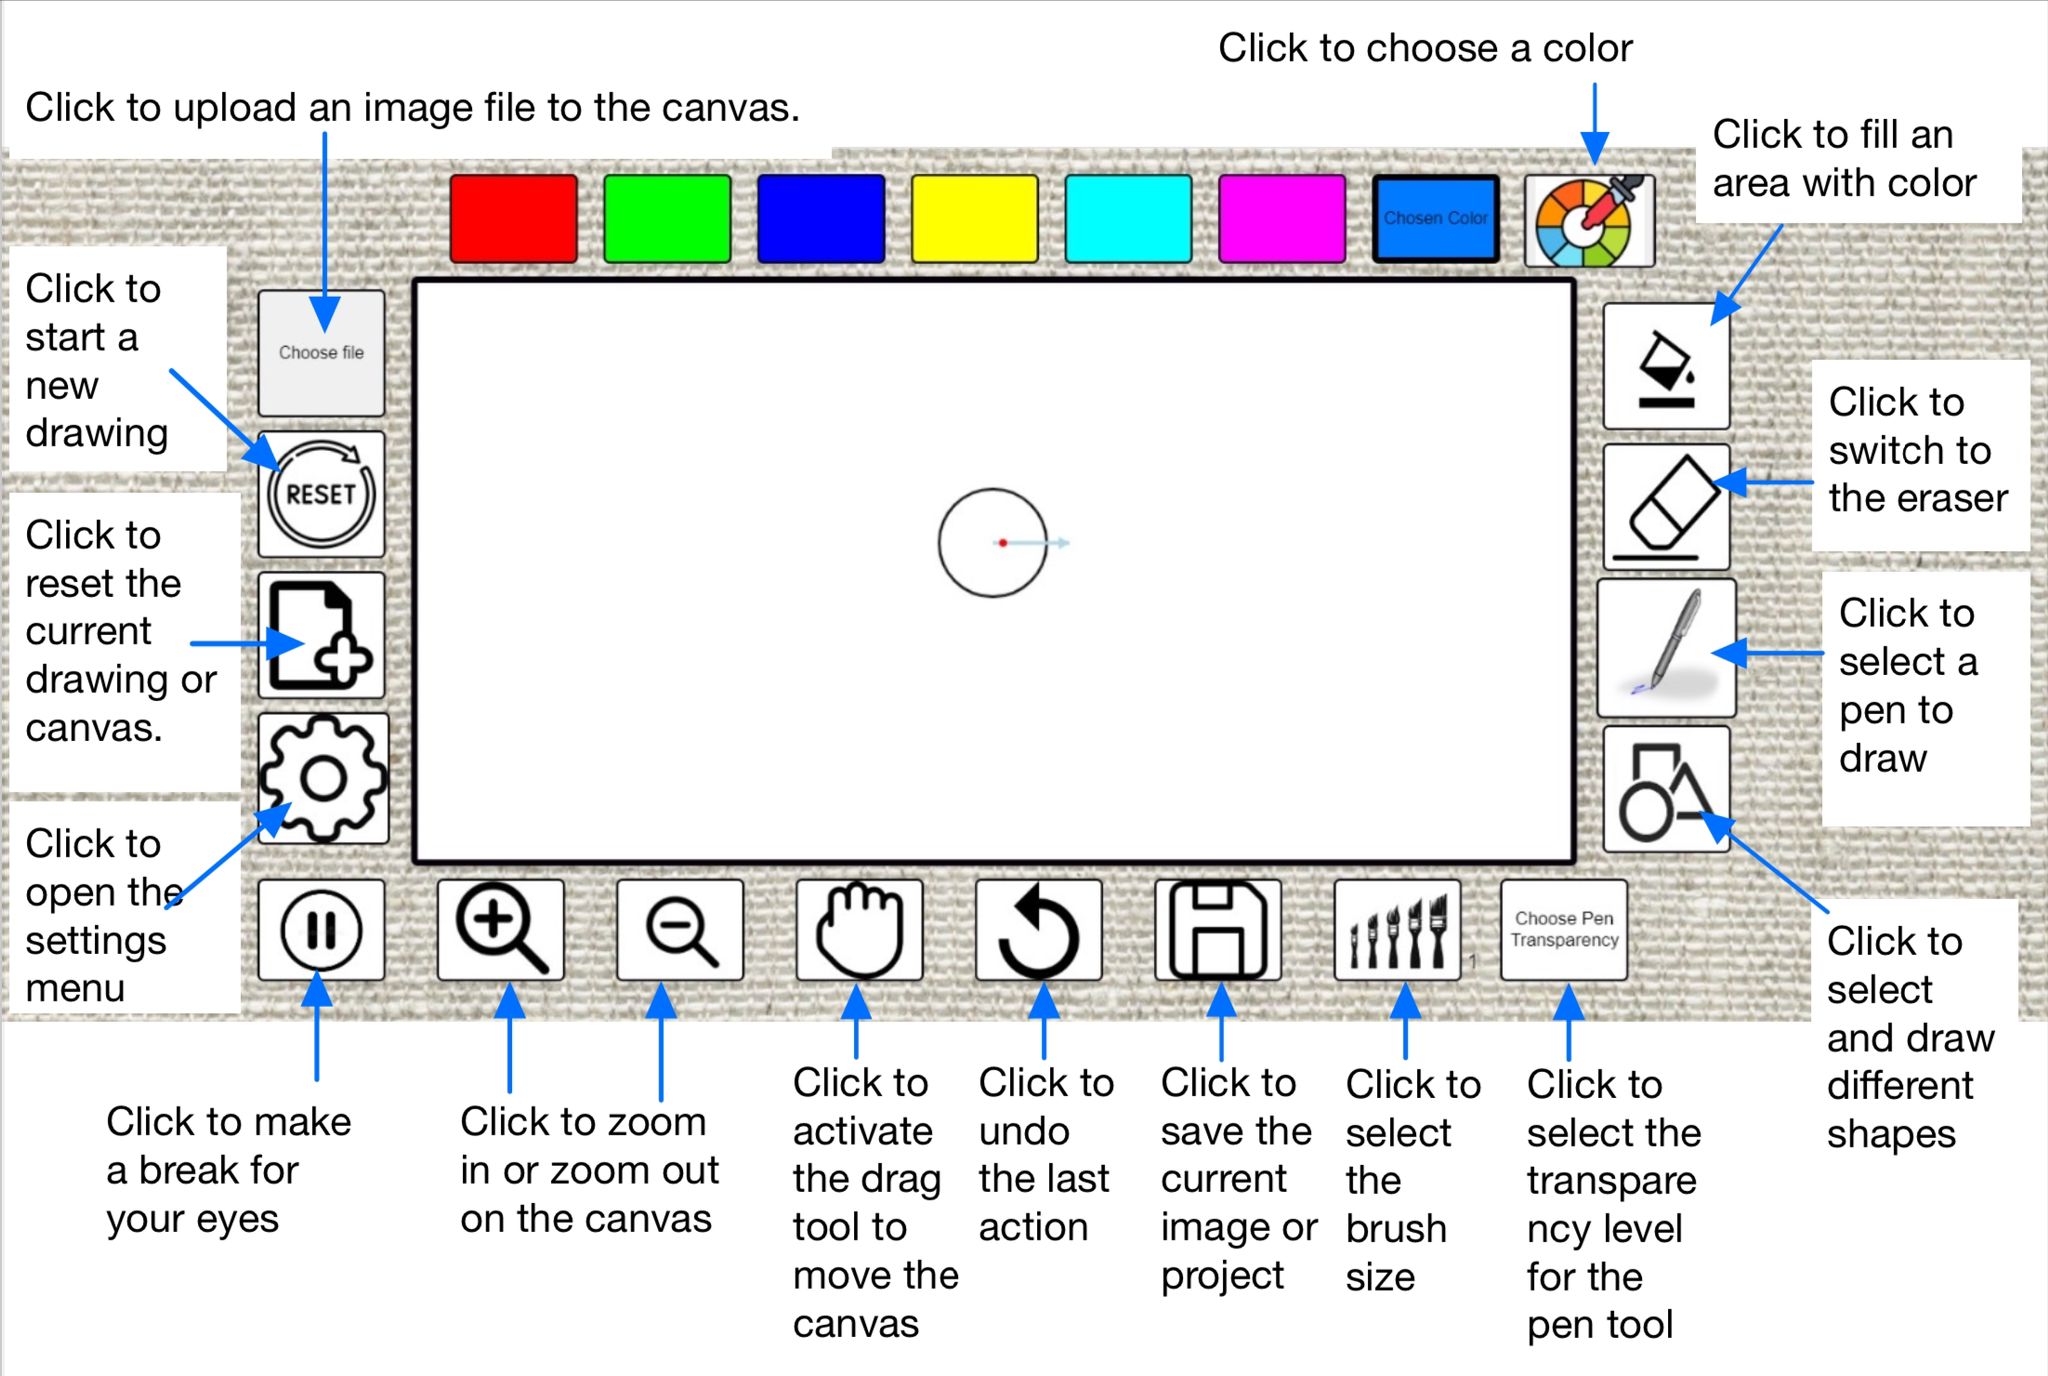 Click to choose a color
Click to upload an image file to the canvas.
Click to fill an
area with color
Chosen Color
Click to
start a
new
drawing
Choose file
RESET
Click to
switch to
the eraser
Click to
reset the
current
drawing or
canvas.
Click to
select a
pen to
draw
Click to
open the
settings
menu
Choose Pen
Transparency
1
Click to
select
and draw
different
shapes
Click to make
a break for
your eyes
Click to zoom
in or zoom out
on the canvas
Click to
activate
the drag
tool to
move the
canvas
Click to
undo
the last
action
Click to
save the
current
image or
project
Click to
select
the
brush
size
Click to
select the
transpare
ncy level
for the
pen tool